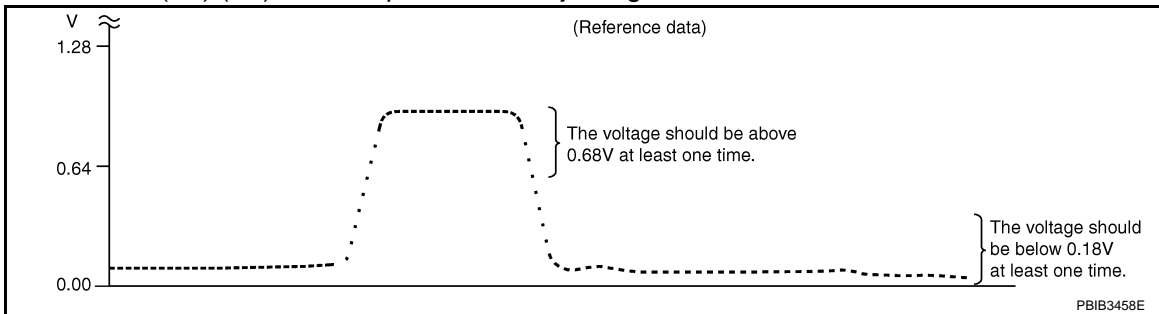 V
(Reference data)
1.28
The voltage should be above
0.68V at least one time.
0.64
The voltage should
be below 0.18V
at least one time.
0.00
PBIB3458E